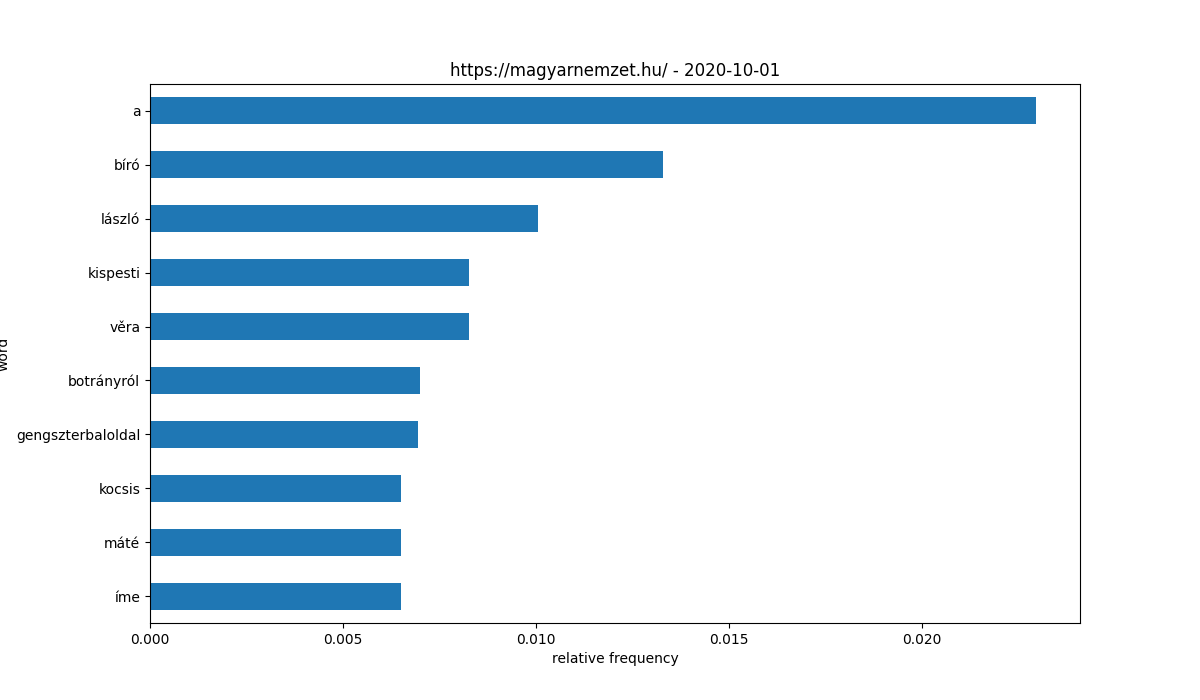 https://magyarnemzet.hu/ - 2020-10-01
a
bíró
lászló
kispesti
věra
botrányról
gengszterbaloldal
kocsis
máté
íme
word
0.000 0.005 0.010 0.015 0.020
relative frequency